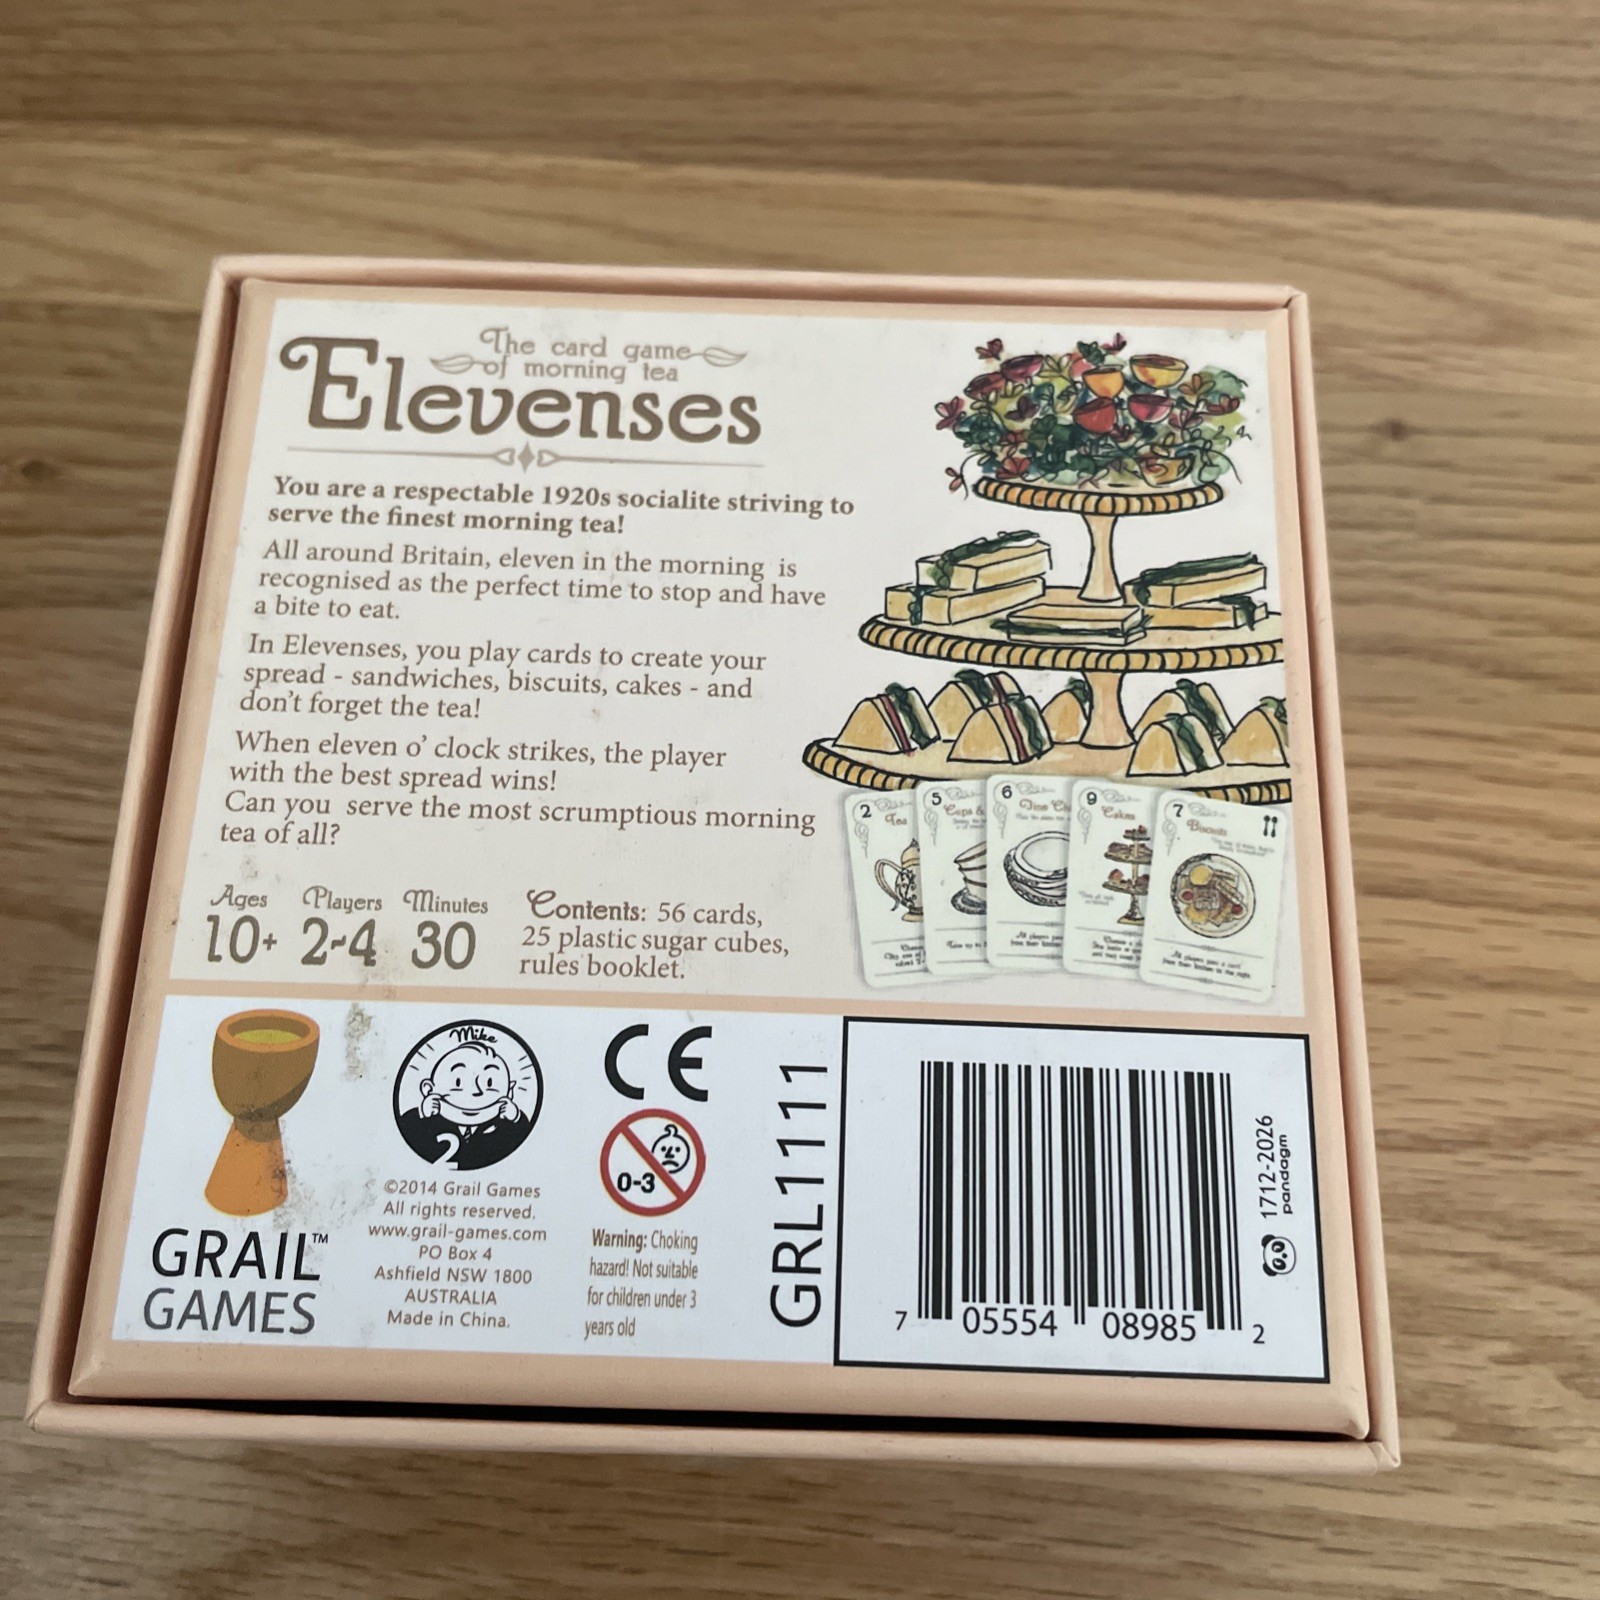 The card game
of morning tea
Elevenses
You are a respectable 1920s socialite striving to
serve the finest morning tea!
All around Britain, eleven in the morning is
recognised as the perfect time to stop and have
a bite to eat.
In Elevenses, you play cards to create your
spread - sandwiches, biscuits, cakes - and
don't forget the tea!
When eleven o' clock strikes, the player
with the best spread wins!
Can you serve the most scrumptious morning
tea of all?
Ages Players Minutes
10+ 2-4 30
Contents: 56 cards,
25 plastic sugar cubes,
rules booklet.
2
Tea
5
Cups &
6
Fine
9
Cakes
7
Biscuits
GRAIL™
GAMES
Mike
2
©2014 Grail Games
All rights reserved.
www.grail-games.com
PO Box 4
Ashfield NSW 1800
AUSTRALIA
Made in China.
CE
0-3
Warning: Choking
hazard! Not suitable
for children under 3
years old
GRL1111
7 05554 08985 2
1712-2026
pandagm